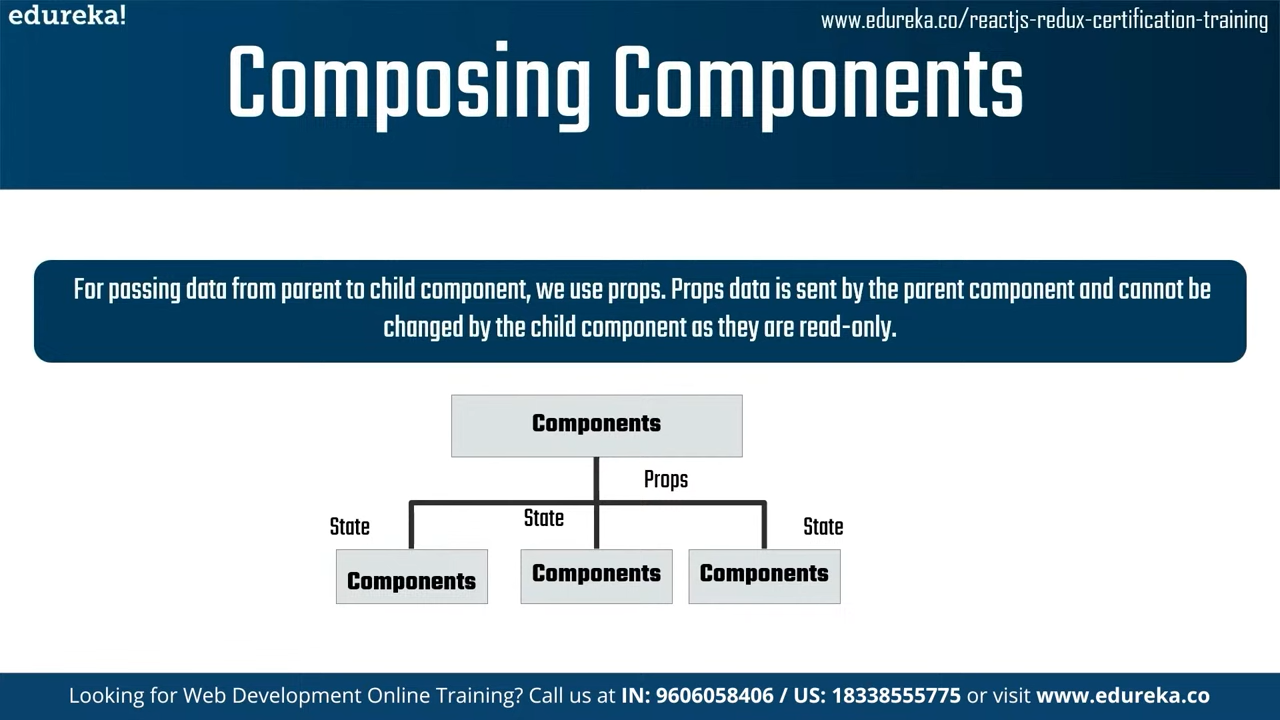 edureka!
www.edureka.co/reactjs-redux-certification-training
Composing Components
For passing data from parent to child component, we use props. Props data is sent by the parent component and cannot be
changed by the child component as they are read-only.
Components
Props
State
State
State
Components
Components
Components
Looking for Web Development Online Training? Call us at IN: 9606058406 / US: 18338555775 or visit www.edureka.co